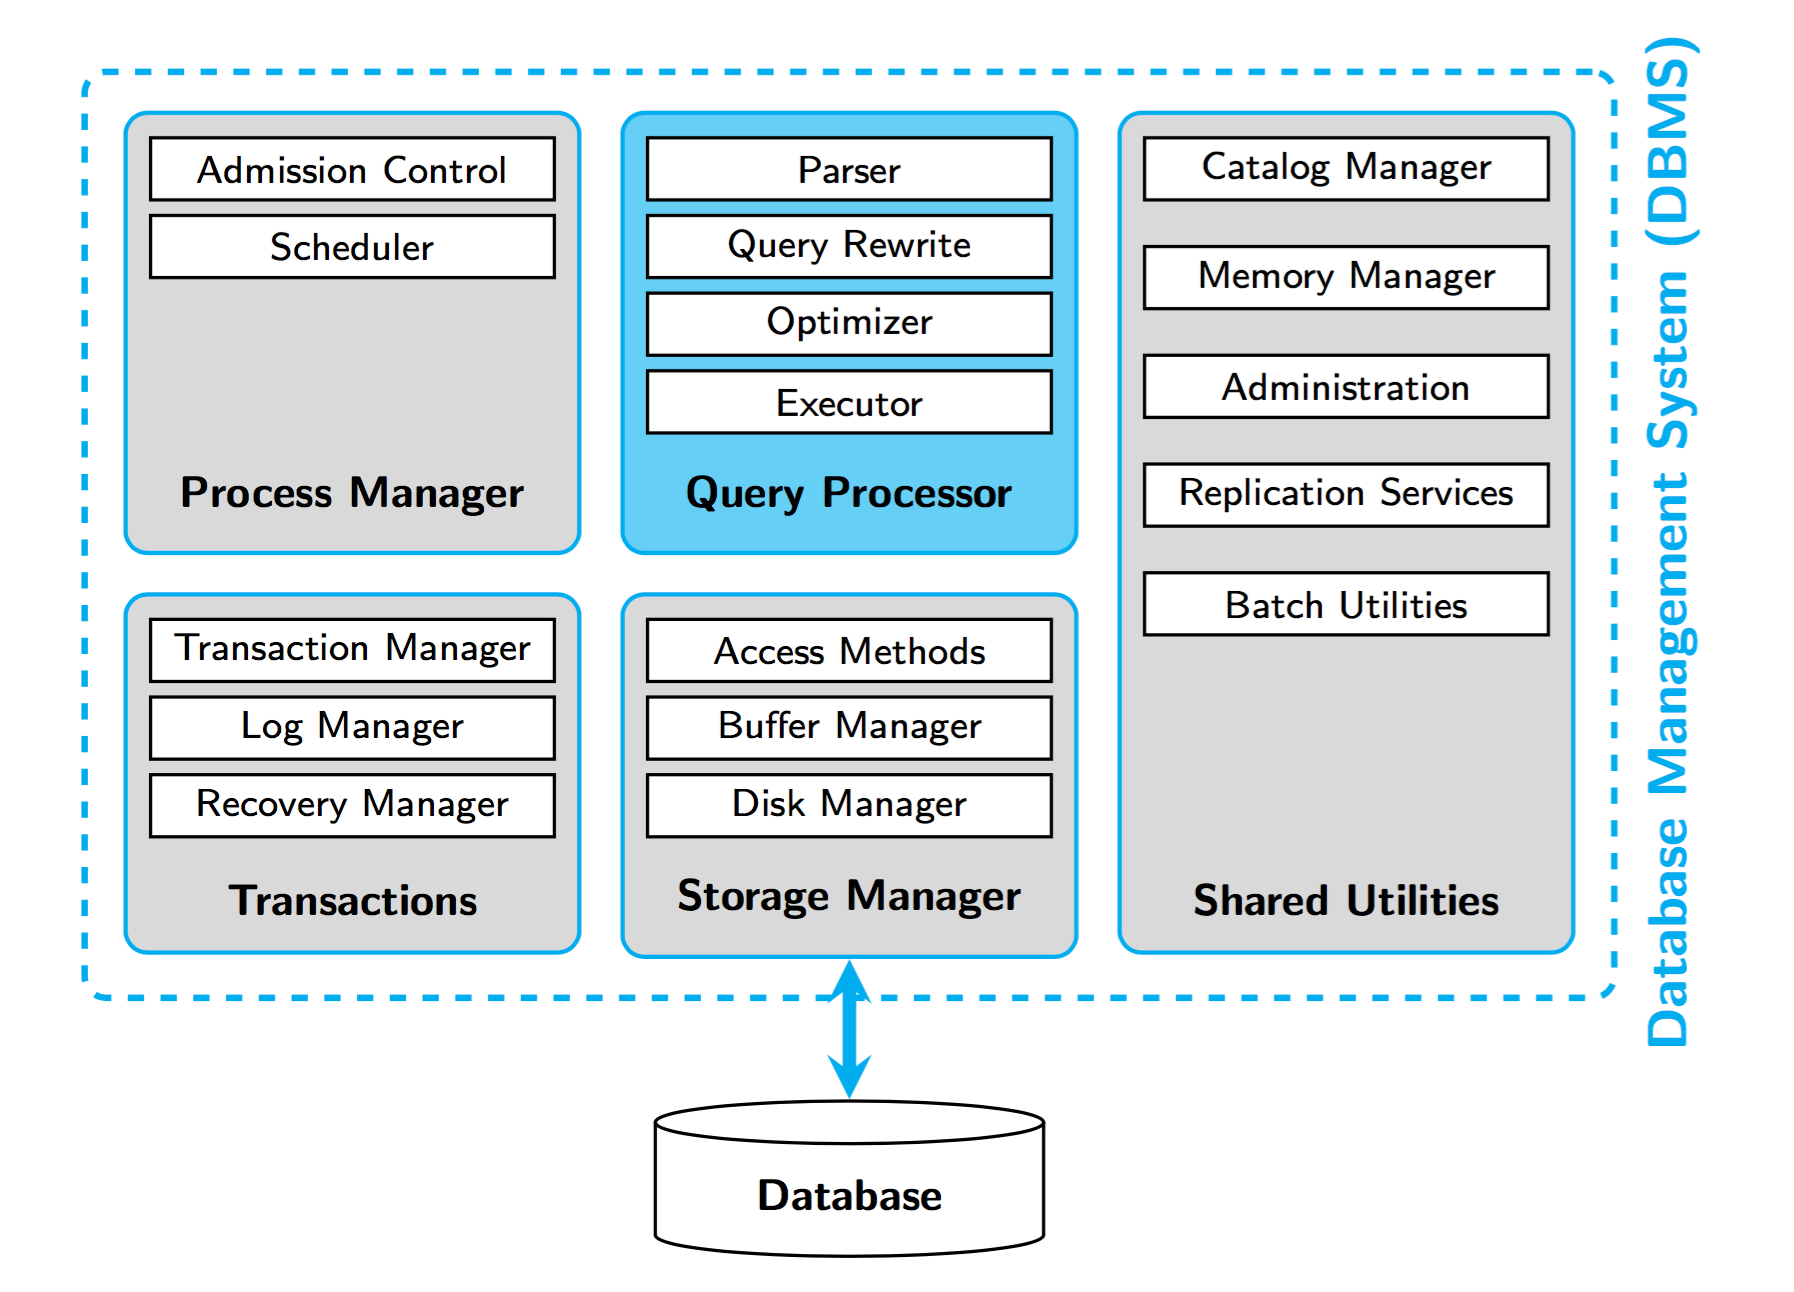 Admission Control
Scheduler
Process Manager
Parser
Query Rewrite
Optimizer
Executor
Query Processor
Catalog Manager
Memory Manager
Administration
Replication Services
Batch Utilities
Shared Utilities
Transaction Manager
Log Manager
Recovery Manager
Transactions
Access Methods
Buffer Manager
Disk Manager
Storage Manager
Database Management System (DBMS)
Database